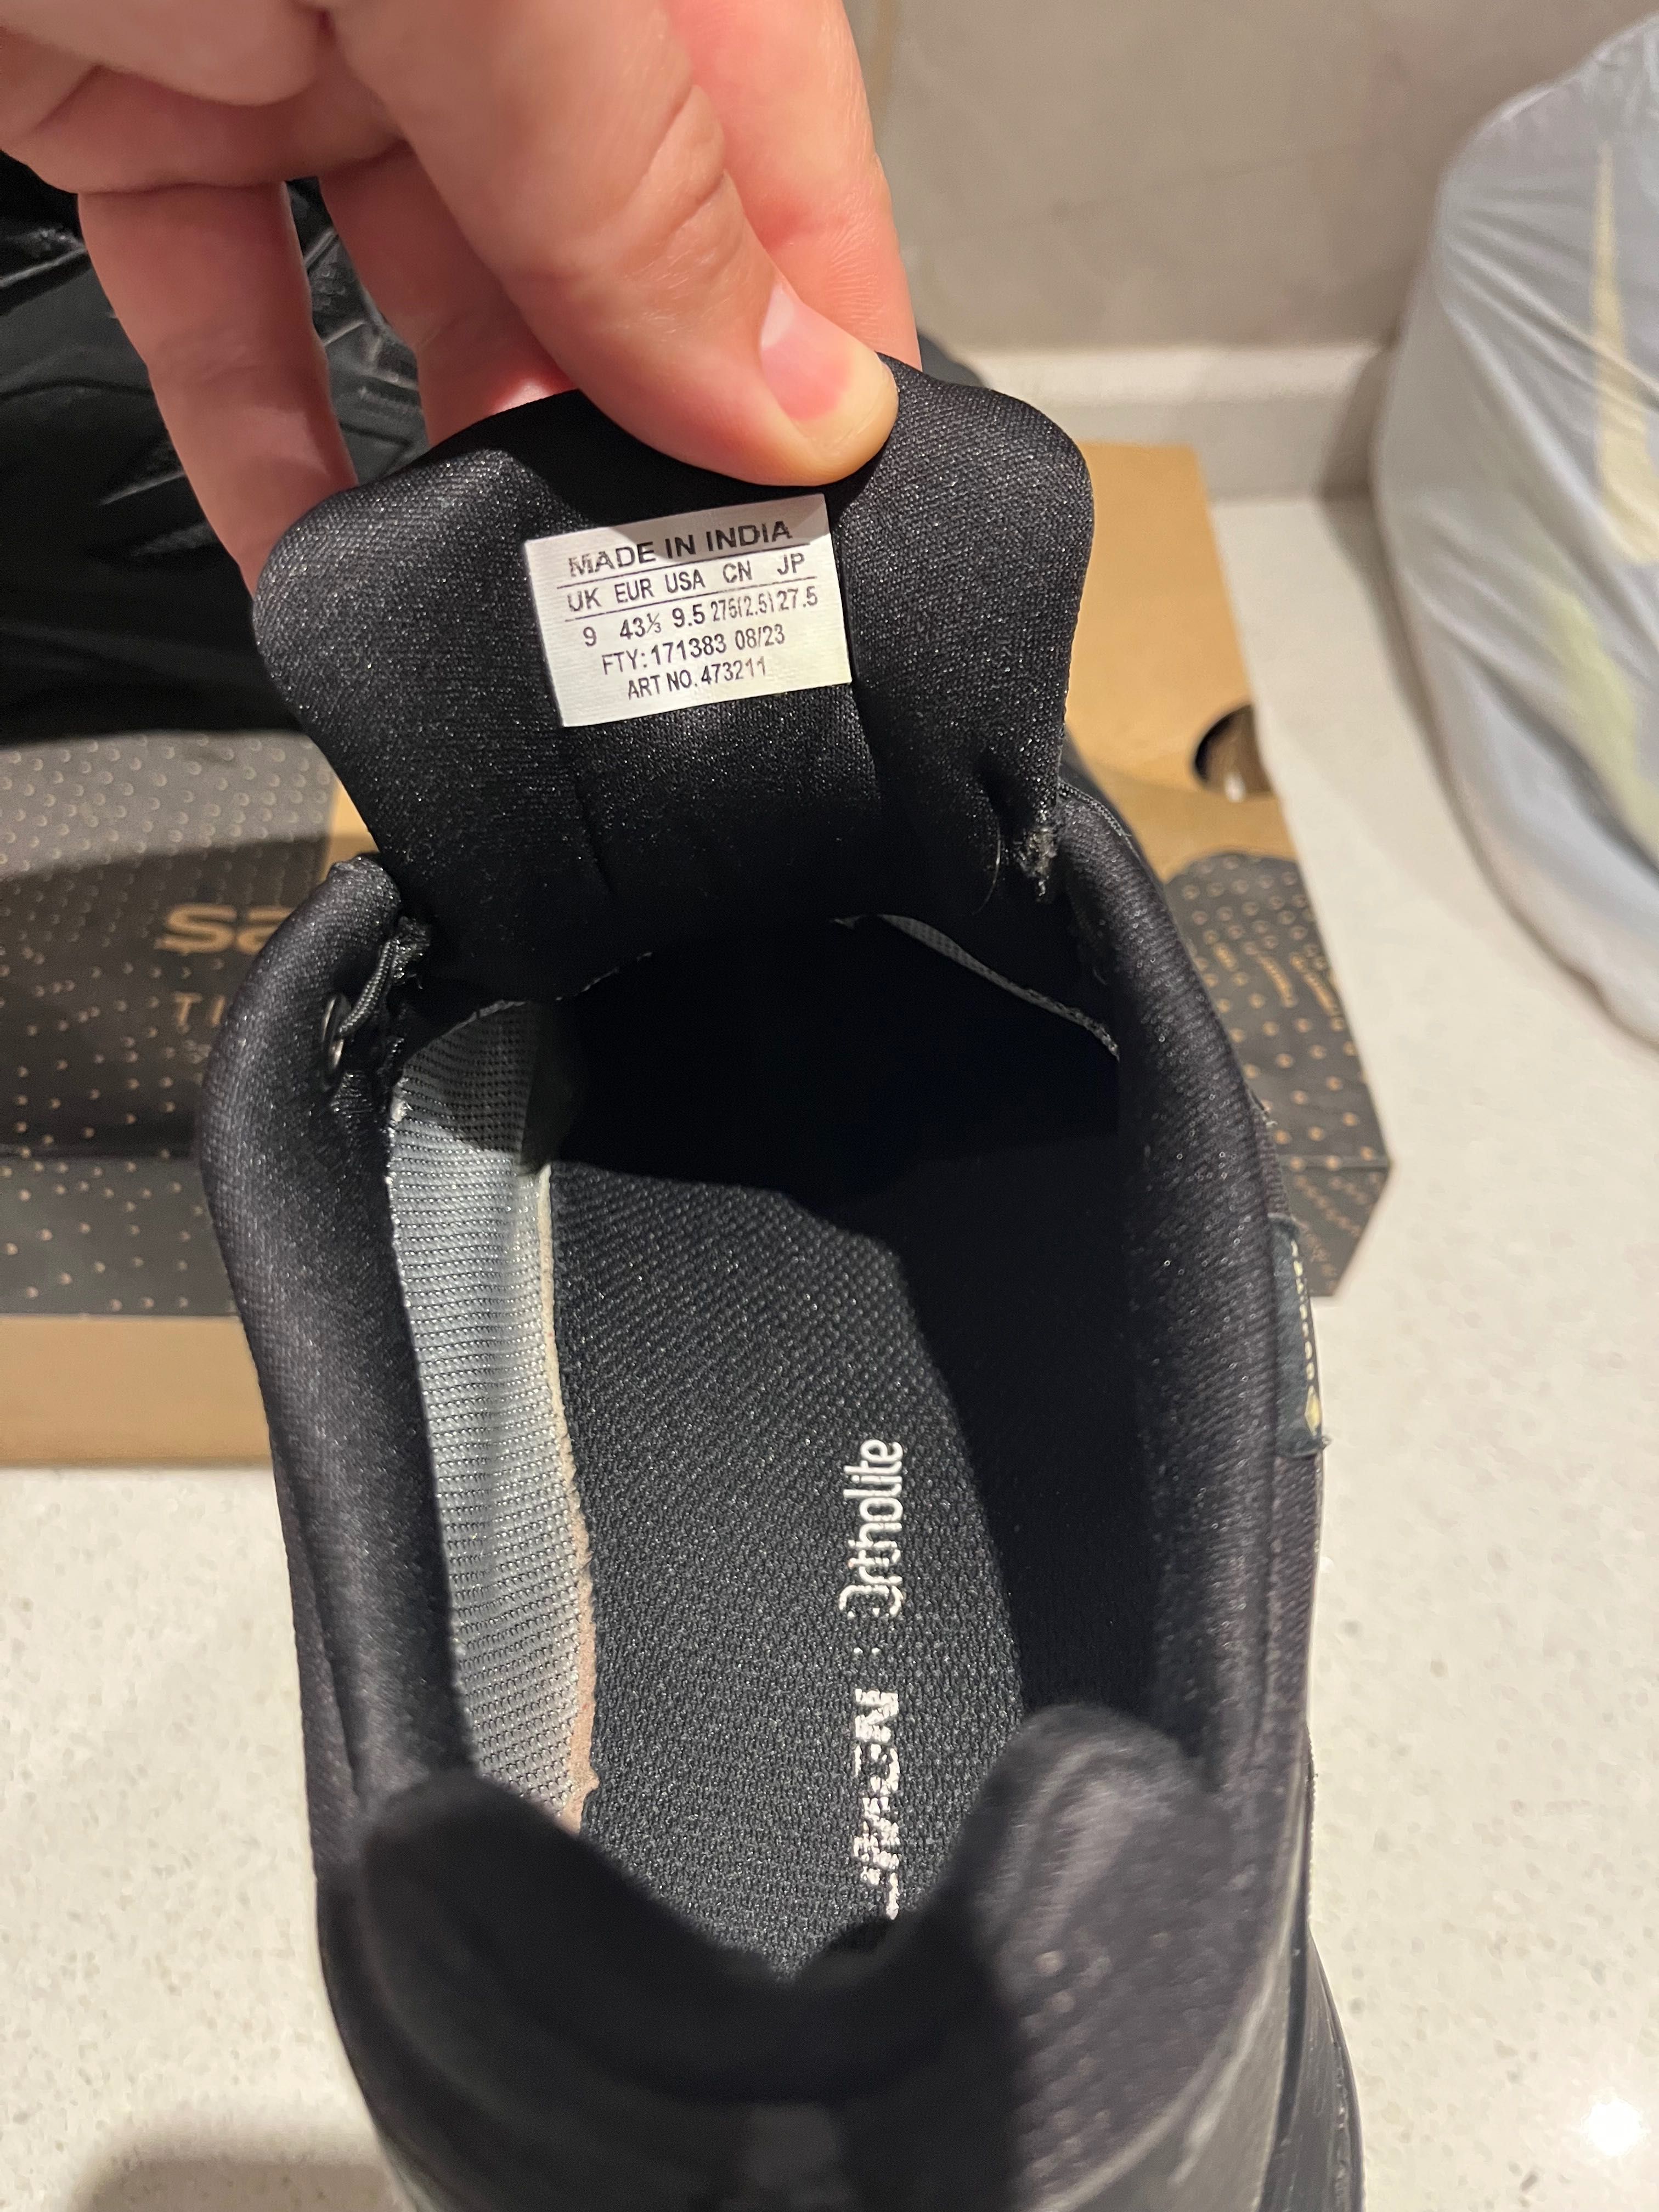 MADE IN INDIA
UK EUR USA CN JP
9 43⅓ 9.5 275(2.5) 27.5
FTY: 171383 08/23
ART NO. 473211
Ortholite